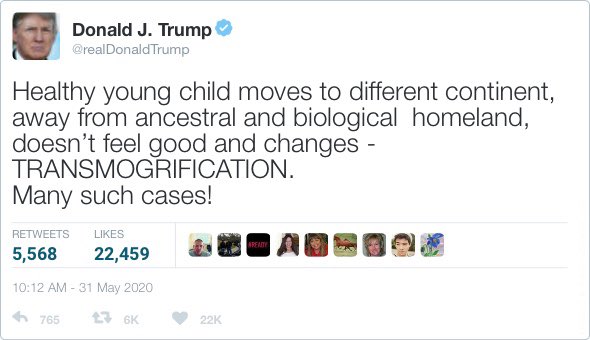 Donald J. Trump
@realDonaldTrump
Healthy young child moves to different continent,
away from ancestral and biological homeland,
doesn't feel good and changes -
TRANSMOGRIFICATION.
Many such cases!
RETWEETS LIKES
5,568 22,459
#READY
10:12 AM - 31 May 2020
765 6K 22K